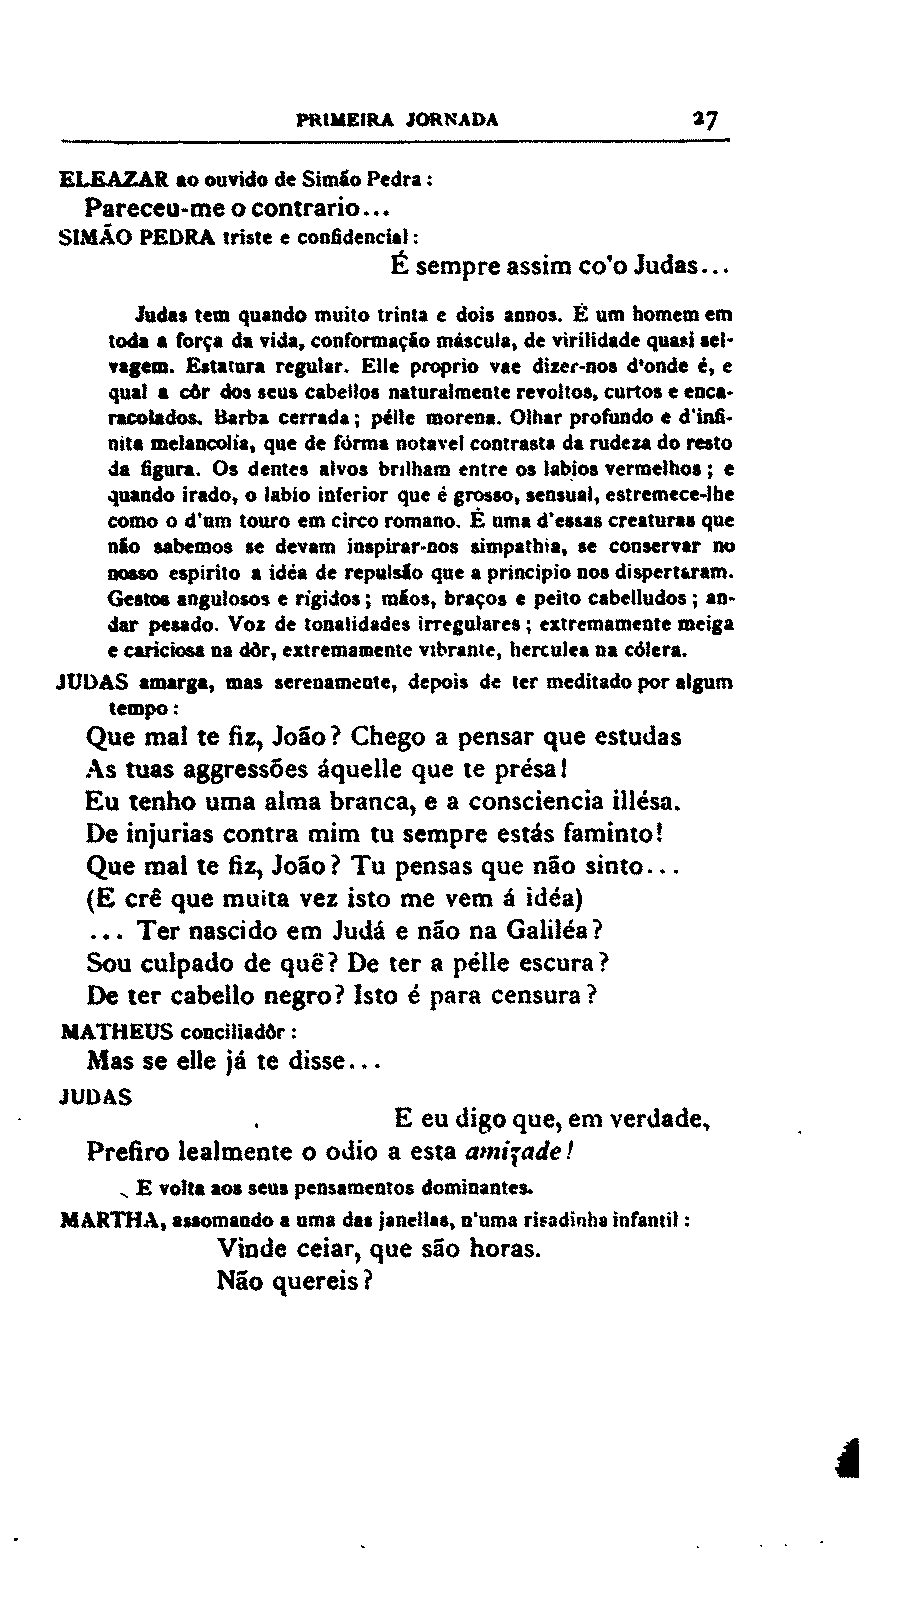 PRIMEIRA JORNADA 27
ELEAZAR ao ouvido de Simão Pedra :
Pareceu-me o contrario...
SIMÃO PEDRA triste e confidencial :
É sempre assim co'o Judas...
Judas tem quando muito trinta e dois annos. É um homem em
toda a força da vida, conformação máscula, de virilidade quasi sel-
vagem. Estatura regular. Elle proprio vae dizer-nos d'onde é, e
qual a côr dos seus cabellos naturalmente revoltos, curtos e enca-
racolados. Barba cerrada ; pélle morena. Olhar profundo e d'infi-
nita melancolía, que de fórma notavel contrasta da rudeza do resto
da figura. Os dentes alvos brilham entre os labios vermelhos ; e
quando irado, o labio inferior que é grosso, sensual, estremece-lhe
como o d'um touro em circo romano. É uma d'essas creaturas que
não sabemos se devam inspirar-nos simpathia, se conservar no
nosso espirito a idéa de repulsão que a principio nos dispertaram.
Gestos angulosos e rígidos ; mãos, braços e peito cabelludos ; an-
dar pesado. Voz de tonalidades irregulares ; extremamente meiga
e cariciosa na dôr, extremamente vibrante, herculea na cólera.
JUDAS amarga, mas serenamente, depois de ter meditado por algum
tempo :
Que mal te fiz, João? Chego a pensar que estudas
As tuas aggressões áquelle que te présa!
Eu tenho uma alma branca, e a consciencia illésa.
De injurias contra mim tu sempre estás faminto!
Que mal te fiz, João? Tu pensas que não sinto...
(E crê que muita vez isto me vem á idéa)
... Ter nascido em Judá e não na Galiléa?
Sou culpado de quê? De ter a pélle escura?
De ter cabello negro? Isto é para censura?
MATHEUS conciliadôr :
Mas se elle já te disse...
JUDAS
E eu digo que, em verdade,
Prefiro lealmente o odio a esta amizade!
E volta aos seus pensamentos dominantes.
MARTHA, assomando a uma das janellas, n'uma risadinha infantil :
Vinde ceiar, que são horas.
Não quereis?